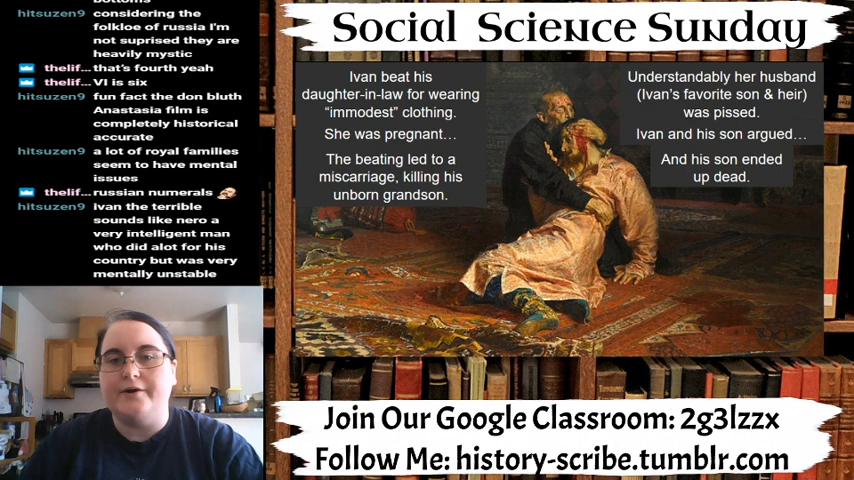 bottoms
hitsuzen9 considering the
folkloe of russia I'm
not suprised they are
heavily mystic
thelif... that's fourth yeah
thelif... VI is six
hitsuzen9 fun fact the don bluth
Anastasia film is
completely historical
accurate
hitsuzen9 a lot of royal families
seem to have mental
issues
thelif... russian numerals
hitsuzen9 ivan the terrible
sounds like nero a
very intelligent man
who did alot for his
country but was very
mentally unstable
Social Science Sunday
Ivan beat his
daughter-in-law for wearing
“immodest” clothing.
She was pregnant…
The beating led to a
miscarriage, killing his
unborn grandson.
Understandably her husband
(Ivan’s favorite son & heir)
was pissed.
Ivan and his son argued…
And his son ended
up dead.
Join Our Google Classroom: 2g3lzzx
Follow Me: history-scribe.tumblr.com